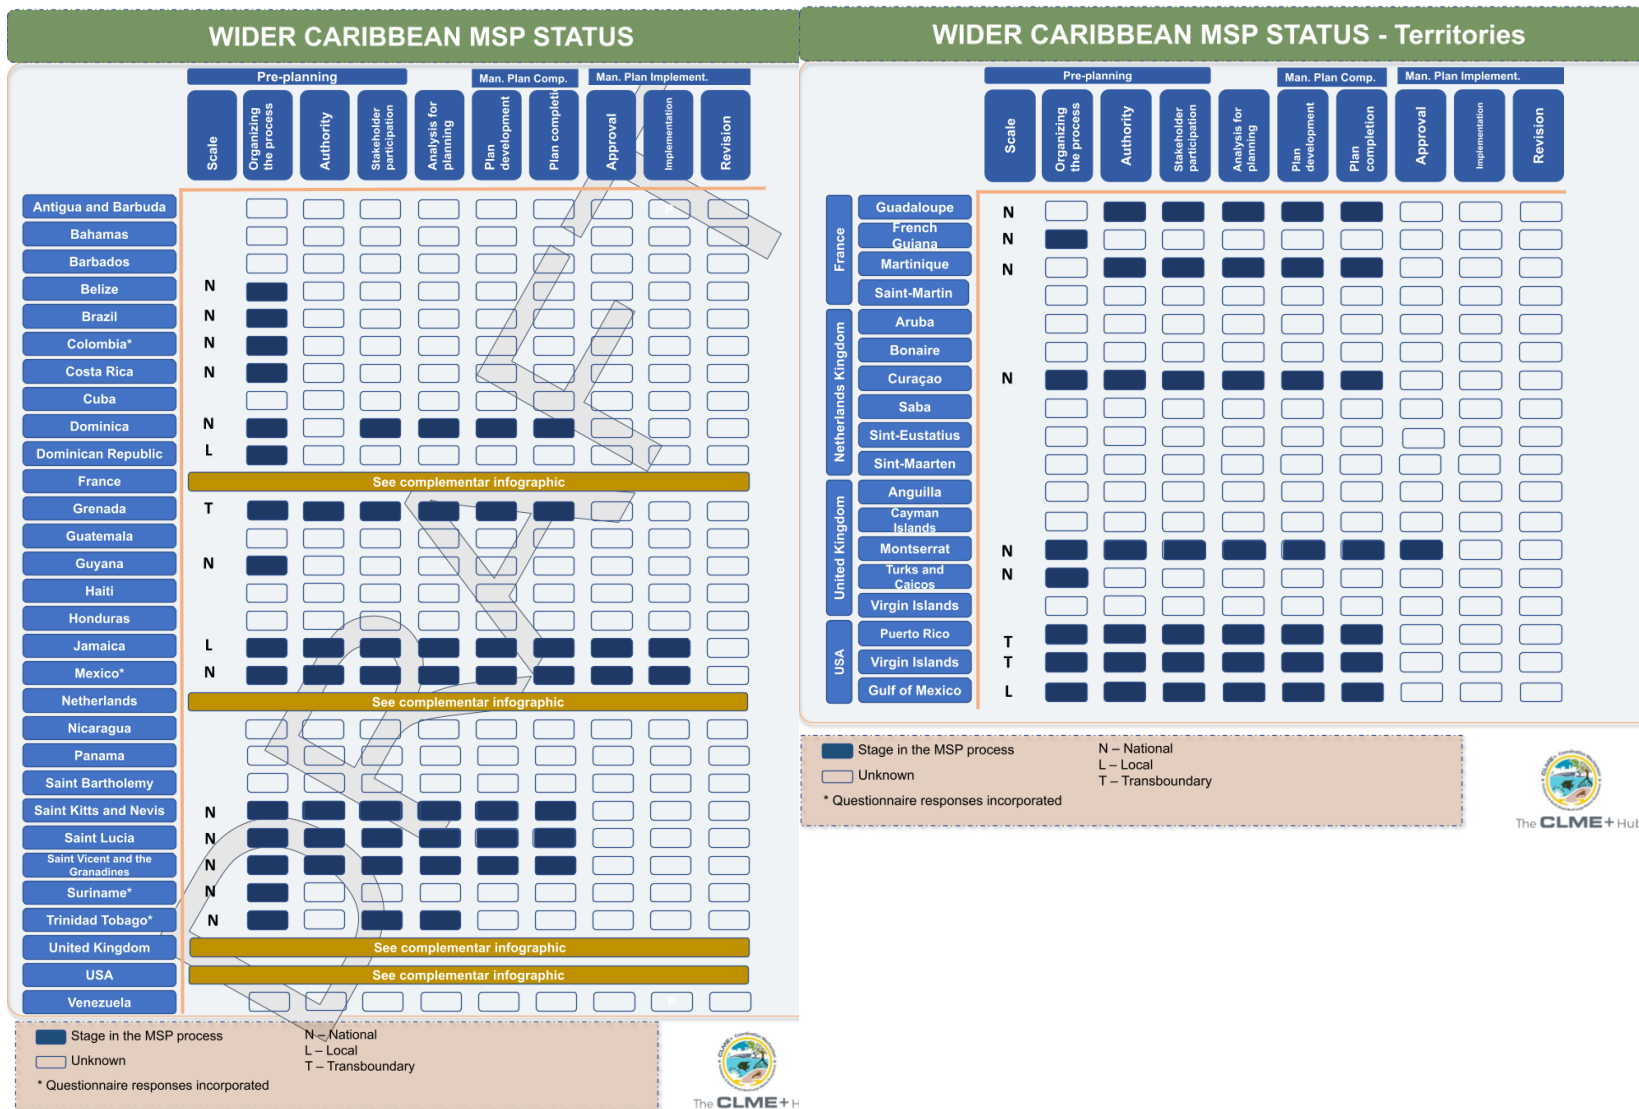 WIDER CARIBBEAN MSP STATUS
Pre-planning
Man. Plan Comp.
Man. Plan Implement.
Scale
Organizing
the process
Authority
Stakeholder
participation
Analysis for
planning
Plan
development
Plan completi
Approval
Implementation
Revision
Antigua and Barbuda
Bahamas
Barbados
Belize N
Brazil N
Colombia* N
Costa Rica N
Cuba
Dominica N
Dominican Republic L
France See complementar infographic
Grenada T
Guatemala
Guyana N
Haiti
Honduras
Jamaica L
Mexico* N
Netherlands See complementar infographic
Nicaragua
Panama
Saint Bartholemy
Saint Kitts and Nevis N
Saint Lucia N
Saint Vicent and the
Granadines N
Suriname* N
Trinidad Tobago* N
United Kingdom See complementar infographic
USA See complementar infographic
Venezuela P
DRAFT
Stage in the MSP process
Unknown
* Questionnaire responses incorporated
N – National
L – Local
T – Transboundary
The CLME+ H
WIDER CARIBBEAN MSP STATUS - Territories
Pre-planning
Man. Plan Comp.
Man. Plan Implement.
Scale
Organizing
the process
Authority
Stakeholder
participation
Analysis for
planning
Plan
development
Plan
completion
Approval
Implementation
Revision
France
Guadaloupe N
French
Guiana N
Martinique N
Saint-Martin
Netherlands Kingdom
Aruba
Bonaire
Curaçao N
Saba
Sint-Eustatius
Sint-Maarten
United Kingdom
Anguilla
Cayman
Islands
Montserrat N
Turks and
Caicos N
Virgin Islands
USA
Puerto Rico T
Virgin Islands T
Gulf of Mexico L
Stage in the MSP process
Unknown
* Questionnaire responses incorporated
N – National
L – Local
T – Transboundary
The CLME+ Hub